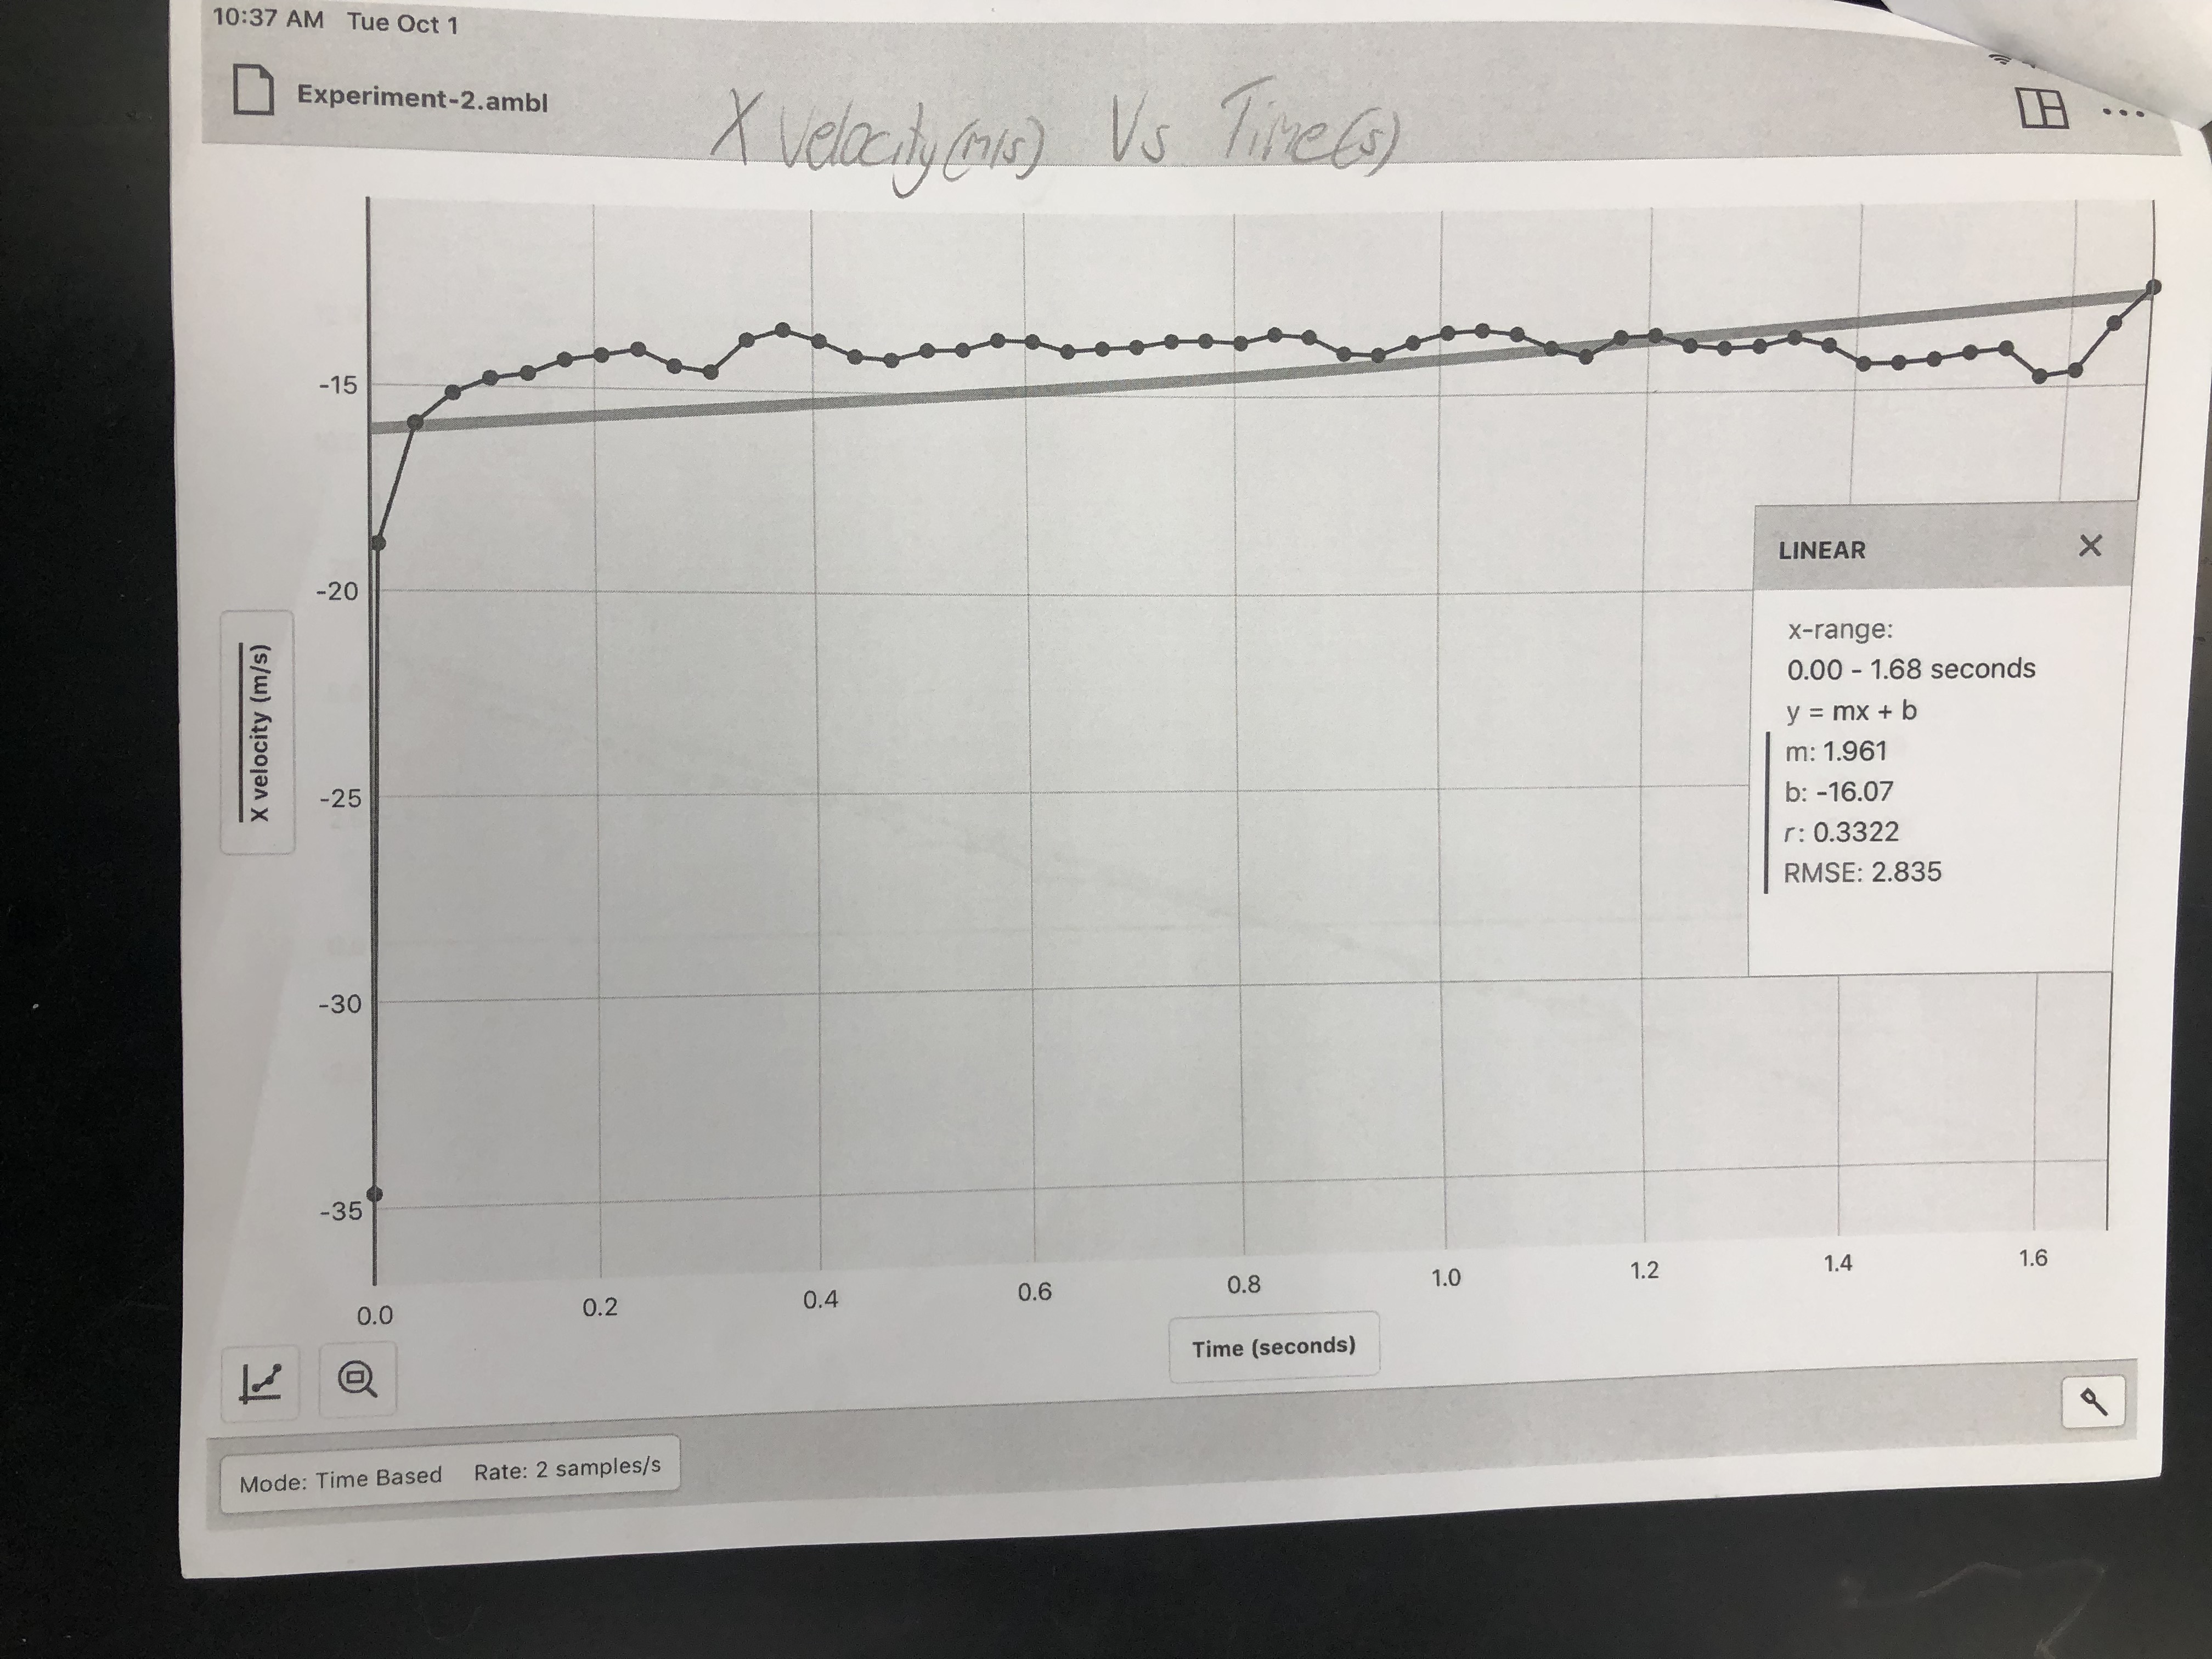 10:37 AM Tue Oct 1
Experiment-2.ambl
X Velocity(m/s) Vs Time(s)
-15
-20
-25
-30
-35
X velocity (m/s)
LINEAR
x-range:
0.00 - 1.68 seconds
y = mx + b
m: 1.961
b: -16.07
r: 0.3322
RMSE: 2.835
0.0 0.2 0.4 0.6 0.8 1.0 1.2 1.4 1.6
Time (seconds)
Mode: Time Based Rate: 2 samples/s